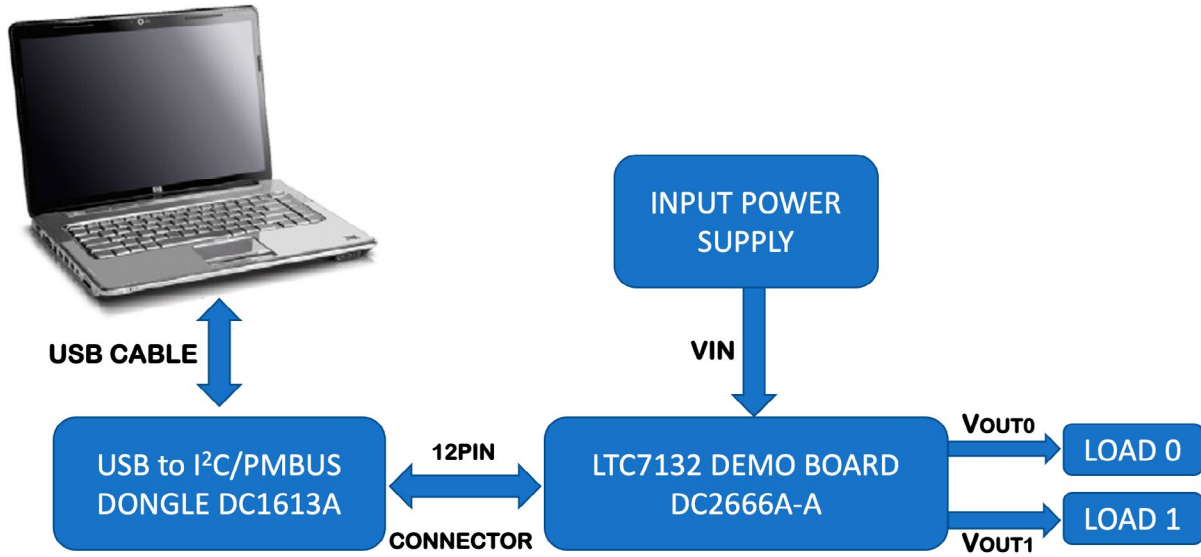 INPUT POWER
SUPPLY
USB CABLE
VIN
USB to I²C/PMBUS
DONGLE DC1613A
12PIN
CONNECTOR
LTC7132 DEMO BOARD
DC2666A-A
VOUT0
LOAD 0
VOUT1
LOAD 1